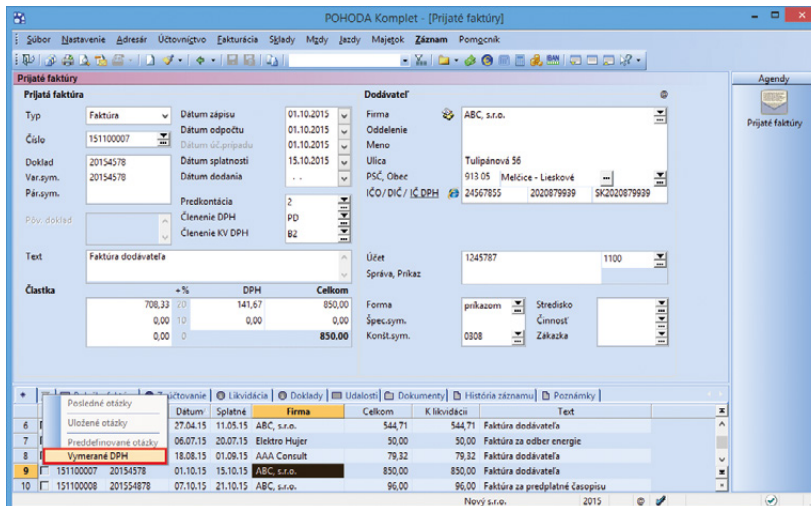 POHODA Komplet - [Prijaté faktúry]
Súbor Nastavenie Adresár Účtovníctvo Fakturácia Sklady Mzdy Jazdy Majetok Záznam Pomocník
Prijaté faktúry
Agendy
Prijatá faktúra
Dodávateľ
Prijaté faktúry
Typ Faktúra Dátum zápisu 01.10.2015 Firma ABC, s.r.o.
Číslo 151100007 Dátum odpočtu 01.10.2015 Oddelenie
Dátum úč.prípadu 01.10.2015 Meno
Doklad 20154578 Dátum splatnosti 15.10.2015 Ulica Tulipánová 56
Var.sym. 20154578 Dátum dodania . . PSČ, Obec 913 05 Melčice - Lieskové
Pár.sym. IČO/DIČ/IČ DPH 24567855 2020879939 SK2020879939
Predkontácia 2
Pôv. doklad Členenie DPH PD
Členenie KV DPH B2
Text Faktúra dodávateľa Účet 1245787 1100
Správa, Príkaz
Čiastka +% DPH Celkom
708,33 20 141,67 850,00 Forma príkazom Stredisko
0,00 10 0,00 0,00 Špec.sym. Činnosť
0,00 0 850.00 Konšt.sym. 0308 Zákazka
účtovanie Likvidácia Doklady Udalosti Dokumenty História záznamu Poznámky
Posledné otázky
Uložené otázky
Preddefinované otázky
Vymerané DPH
Dátum Splatné Firma Celkom K likvidácii Text
6 27.04.15 11.05.15 ABC, s.r.o. 544,71 544,71 Faktúra dodávateľa
7 06.07.15 20.07.15 Elektro Hujer 50,00 50,00 Faktúra za odber energie
8 18.08.15 01.09.15 AAA Consult 79,32 79,32 Faktúra dodávateľa
9 151100007 20154578 01.10.15 15.10.15 ABC, s.r.o. 850,00 850,00 Faktúra dodávateľa
10 151100008 201554878 07.10.15 21.10.15 ABC, s.r.o. 96,00 96,00 Faktúra za predplatné časopisu
Nový s.r.o. 2015 @